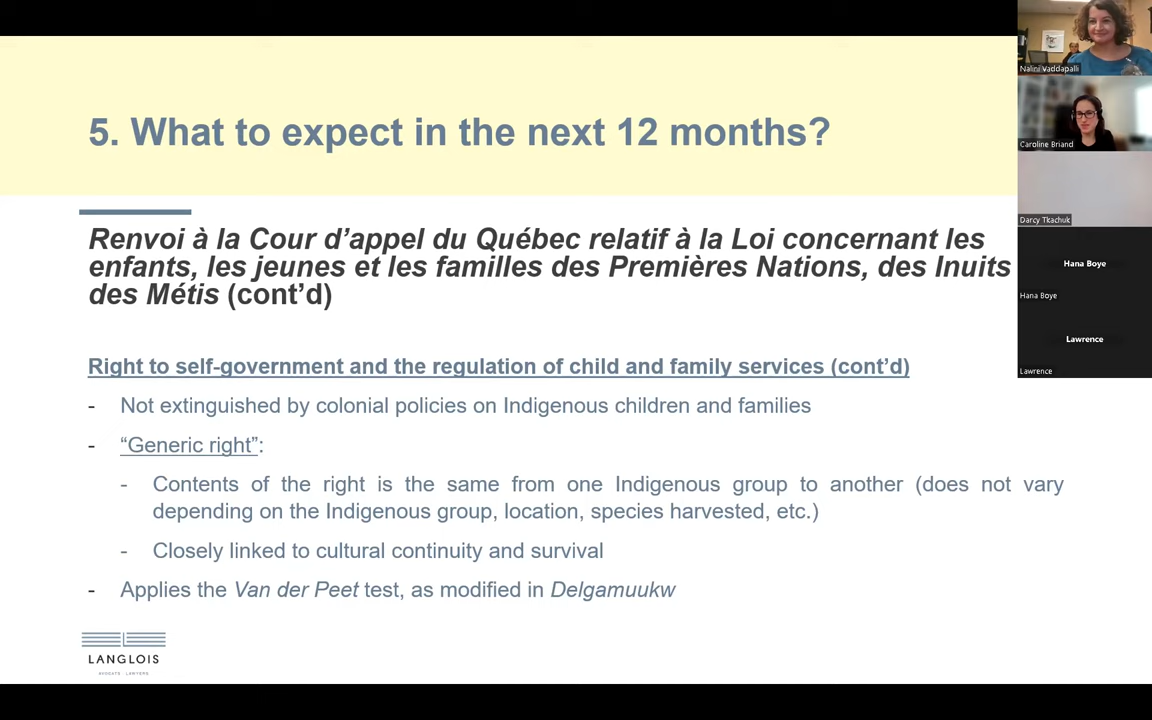 5. What to expect in the next 12 months?
Renvoi à la Cour d’appel du Québec relatif à la Loi concernant les
enfants, les jeunes et les familles des Premières Nations, des Inuits
des Métis (cont’d)
Right to self-government and the regulation of child and family services (cont’d)
- Not extinguished by colonial policies on Indigenous children and families
- “Generic right”:
- Contents of the right is the same from one Indigenous group to another (does not vary
depending on the Indigenous group, location, species harvested, etc.)
- Closely linked to cultural continuity and survival
- Applies the Van der Peet test, as modified in Delgamuukw
LANGLOIS
AVOCATS · LAWYERS
Nalini Vaddapalli
Caroline Briand
Darcy Tkachuk
Hana Boye
Hana Boye
Lawrence
Lawrence